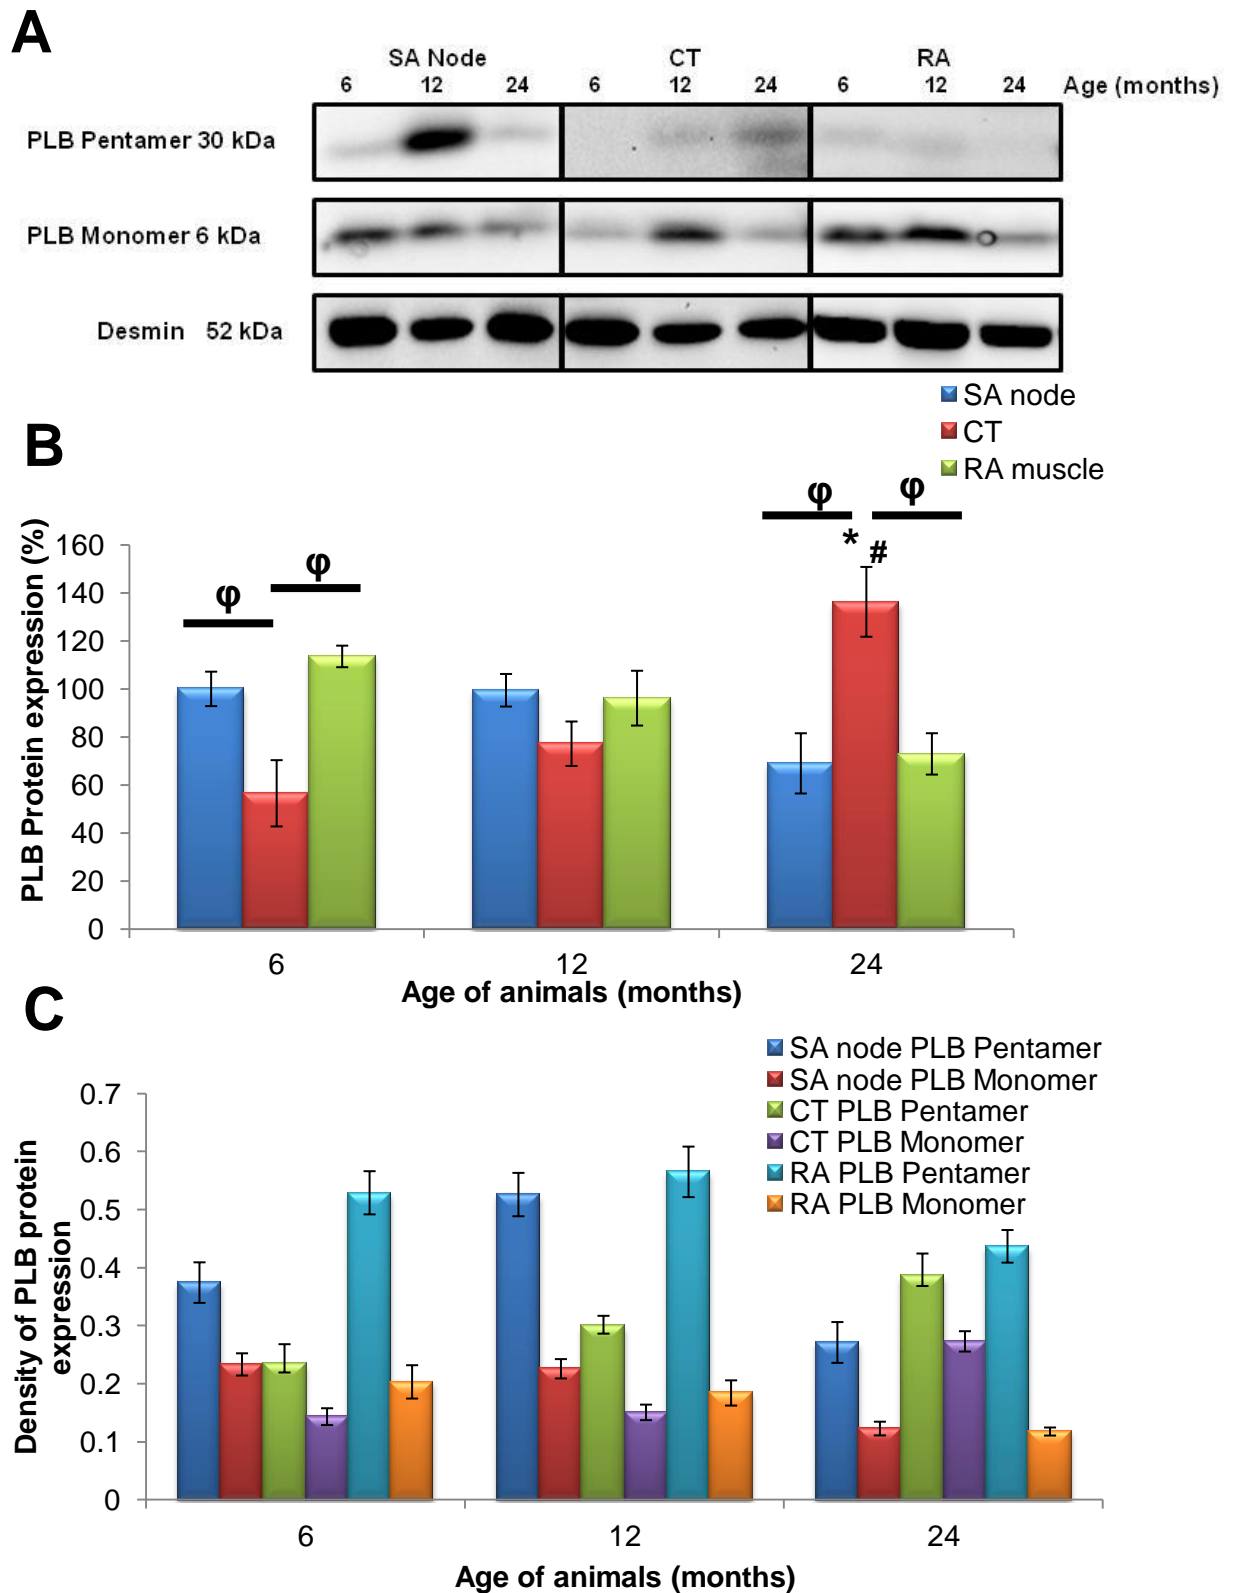 A
SA Node CT RA
6 12 24 6 12 24 6 12 24 Age (months)
PLB Pentamer 30 kDa
PLB Monomer 6 kDa
Desmin 52 kDa
SA node
CT
RA muscle
B
φ φ
* #
φ φ
PLB Protein expression (%)
160
140
120
100
80
60
40
20
0
6 12 24
Age of animals (months)
C
SA node PLB Pentamer
SA node PLB Monomer
CT PLB Pentamer
CT PLB Monomer
RA PLB Pentamer
RA PLB Monomer
Density of PLB protein
expression
0.7
0.6
0.5
0.4
0.3
0.2
0.1
0
6 12 24
Age of animals (months)